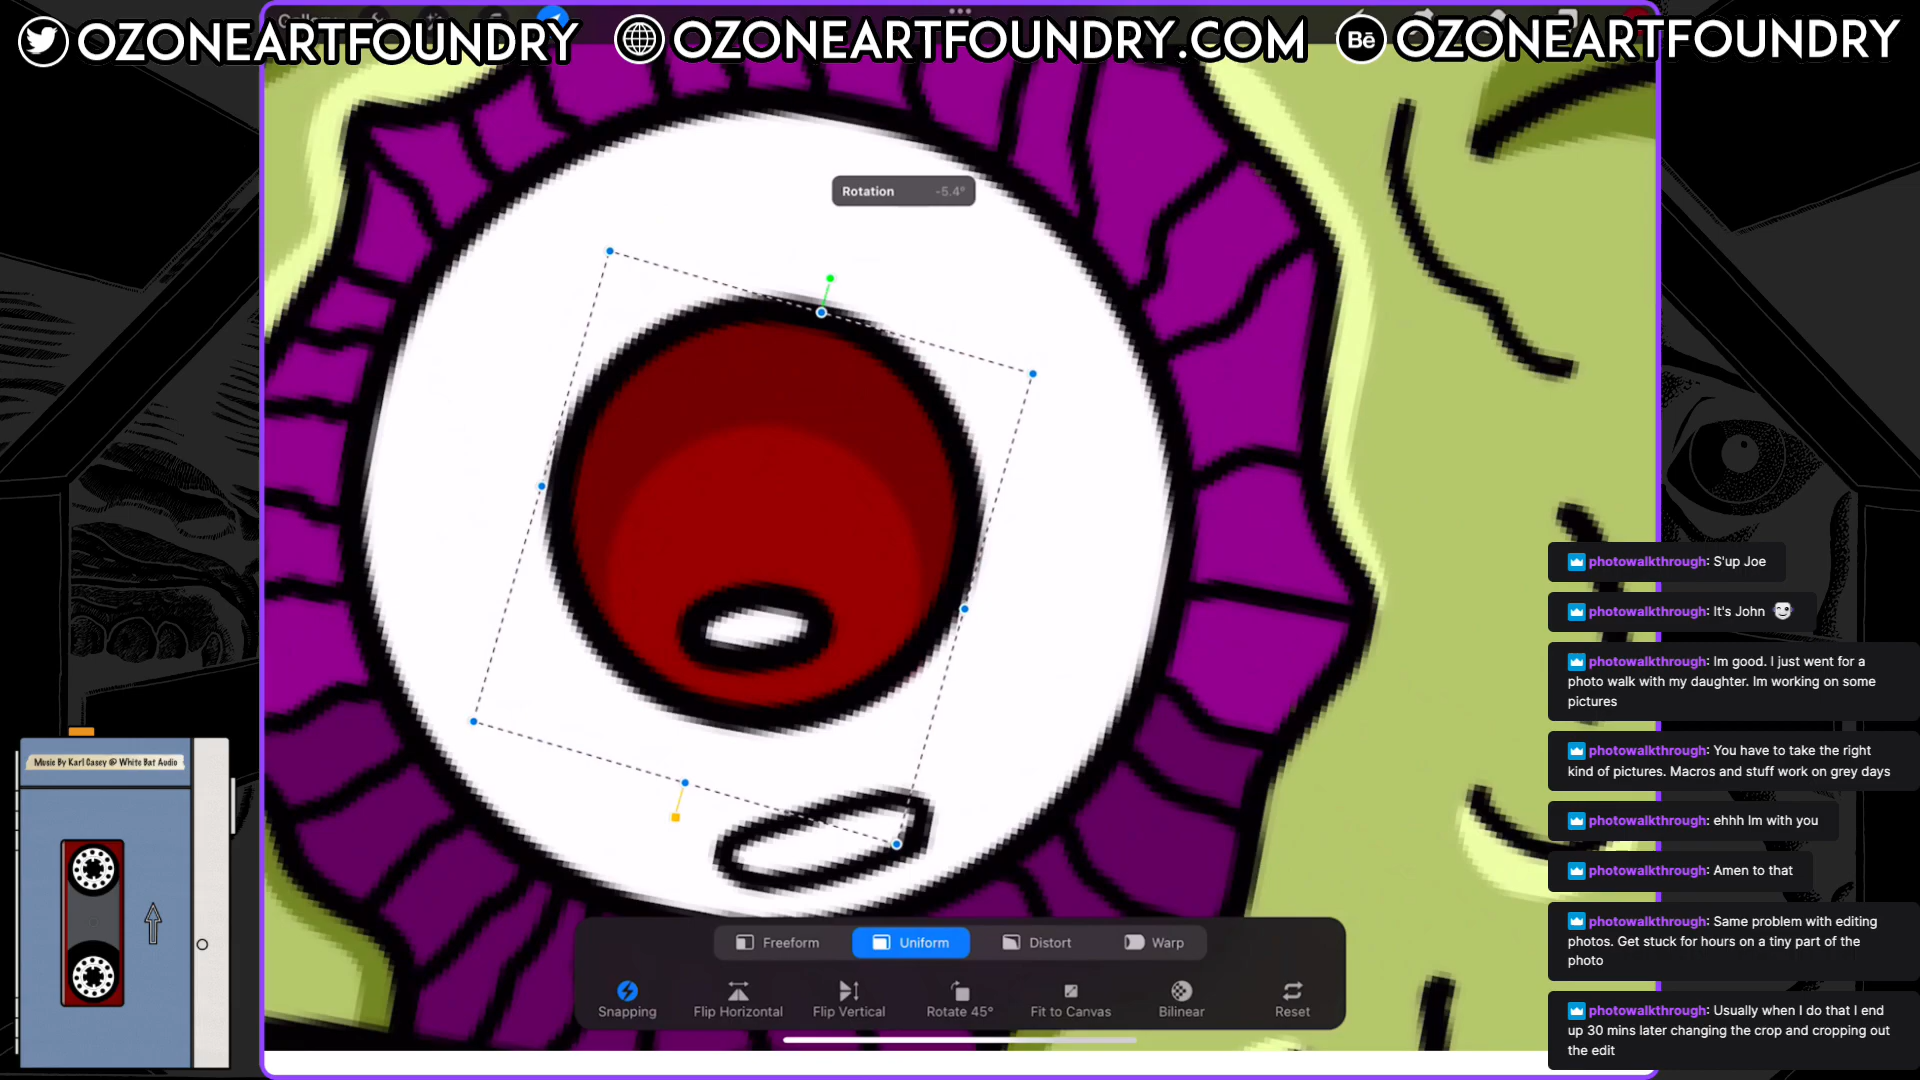 OZONEARTFOUNDRY
OZONEARTFOUNDRY.COM
Bē OZONEARTFOUNDRY
Rotation -5.4°
photowalkthrough: S'up Joe
photowalkthrough: It's John
photowalkthrough: Im good. I just went for a
photo walk with my daughter. Im working on some
pictures
photowalkthrough: You have to take the right
kind of pictures. Macros and stuff work on grey days
photowalkthrough: ehhh Im with you
photowalkthrough: Amen to that
photowalkthrough: Same problem with editing
photos. Get stuck for hours on a tiny part of the
photo
photowalkthrough: Usually when I do that I end
up 30 mins later changing the crop and cropping out
the edit
Music By Karl Casey @ White Bat Audio
Freeform
Uniform
Distort
Warp
Snapping
Flip Horizontal
Flip Vertical
Rotate 45°
Fit to Canvas
Bilinear
Reset